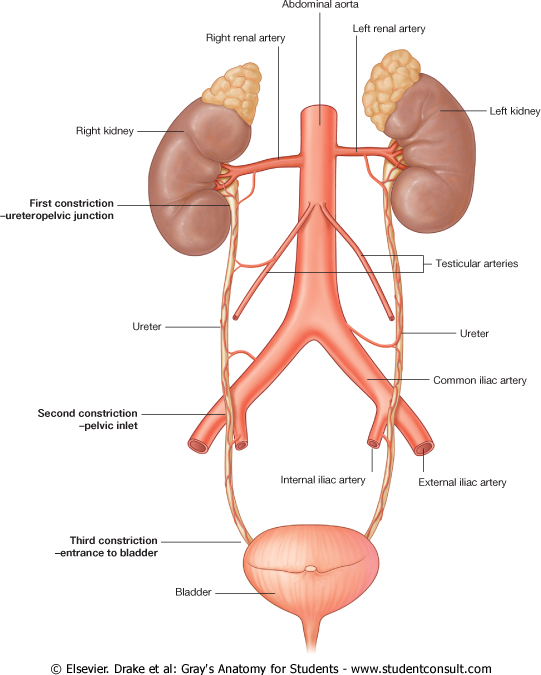 Abdominal aorta
Right renal artery
Left renal artery
Left kidney
Right kidney
First constriction
–ureteropelvic junction
Testicular arteries
Ureter
Ureter
Common iliac artery
Second constriction
–pelvic inlet
Internal iliac artery
External iliac artery
Third constriction
–entrance to bladder
Bladder
© Elsevier. Drake et al: Gray's Anatomy for Students - www.studentconsult.com